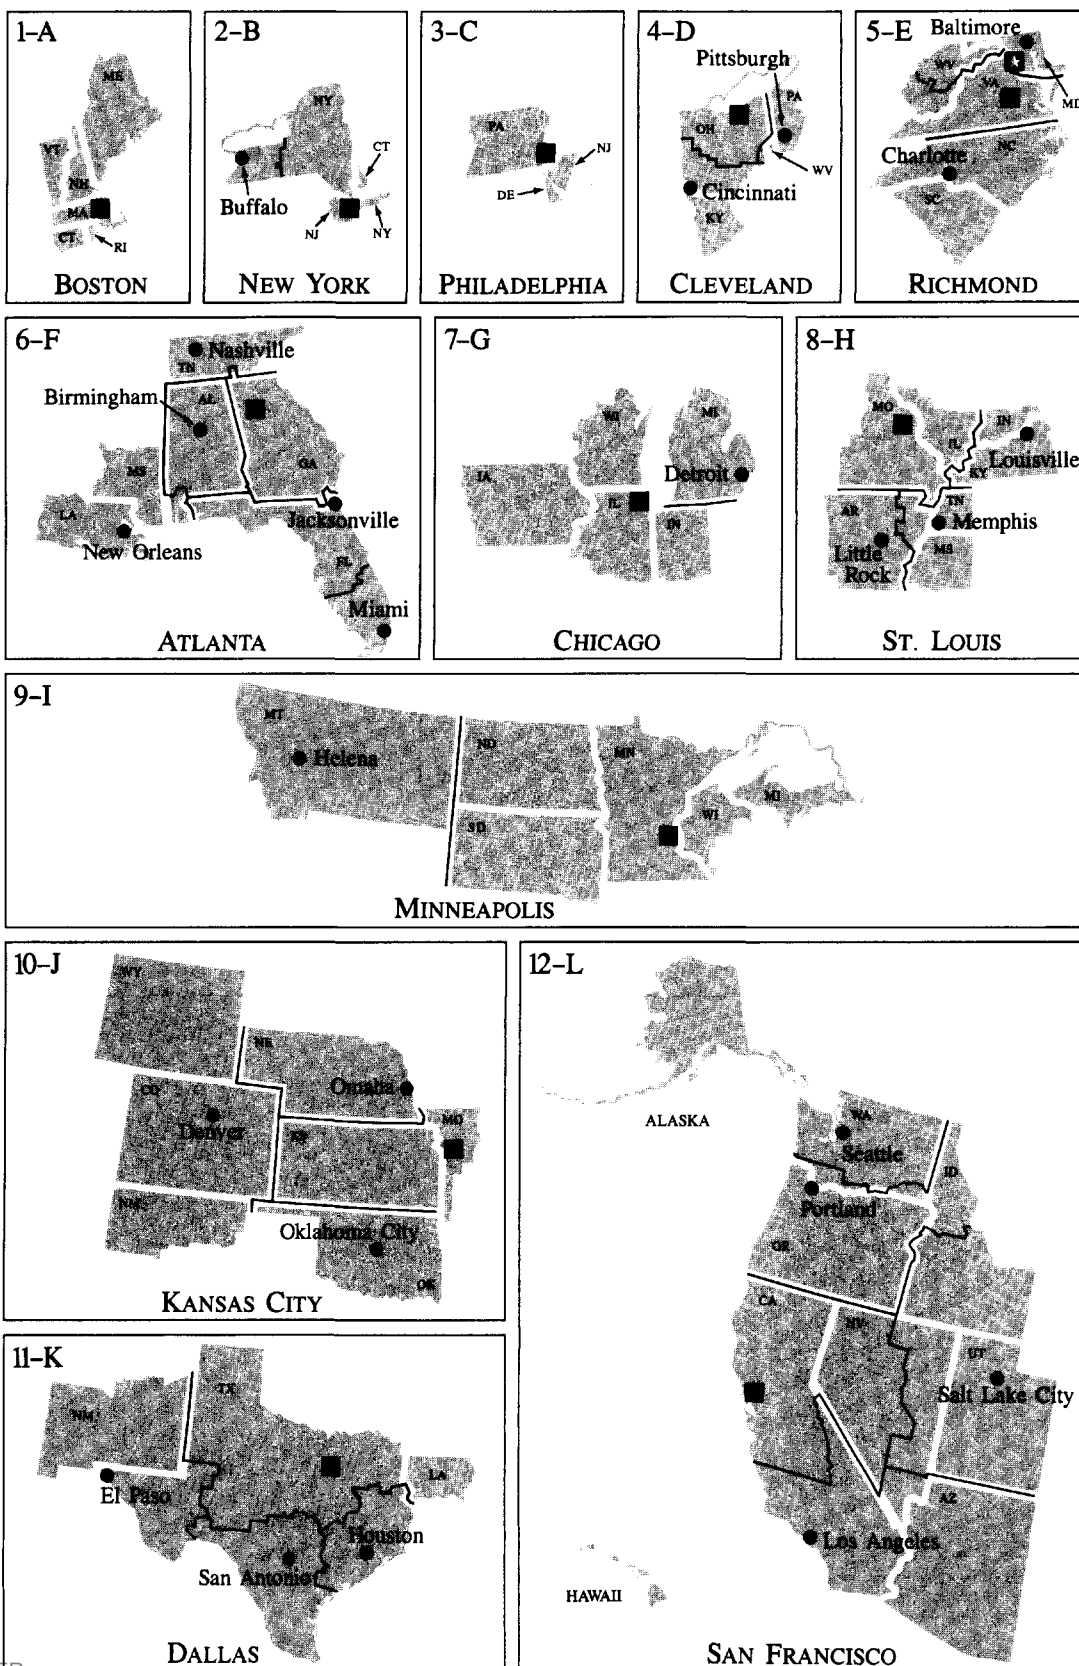 1–A
ME
VT
NH
MA
CT
RI
BOSTON
2–B
NY
CT
Buffalo
NJ
NY
NEW YORK
3–C
PA
NJ
DE
PHILADELPHIA
4–D
Pittsburgh
PA
OH
WV
Cincinnati
KY
CLEVELAND
5–E
Baltimore
WV
VA
MD
NC
Charlotte
SC
RICHMOND
6–F
Nashville
TN
Birmingham
AL
MS
GA
LA
Jacksonville
New Orleans
FL
Miami
ATLANTA
7–G
WI
MI
IA
Detroit
IL
IN
CHICAGO
8–H
MO
IN
IL
Louisville
KY
TN
AR
Memphis
Little
Rock
MS
ST. LOUIS
9–I
MT
ND
MN
Helena
MI
WI
SD
MINNEAPOLIS
10–J
WY
NE
Omaha
CO
MO
Denver
KS
NM
Oklahoma City
OK
KANSAS CITY
11–K
TX
NM
LA
El Paso
Houston
San Antonio
DALLAS
12–L
ALASKA
WA
Seattle
ID
Portland
OR
CA
NV
UT
Salt Lake City
AZ
Los Angeles
HAWAII
SAN FRANCISCO